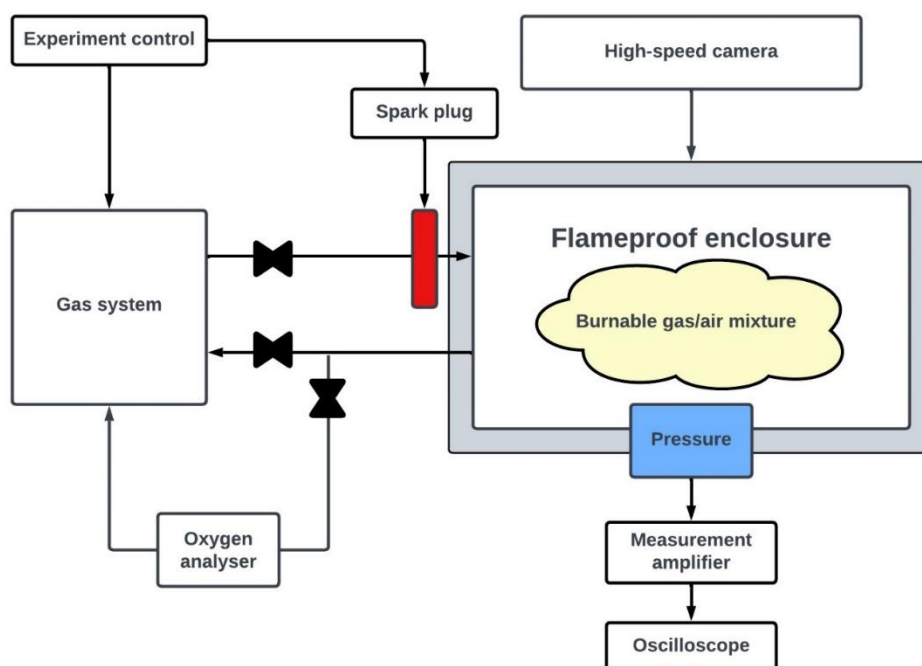 Experiment control
High-speed camera
Spark plug
Flameproof enclosure
Gas system
Burnable gas/air mixture
Pressure
Oxygen
analyser
Measurement
amplifier
Oscilloscope